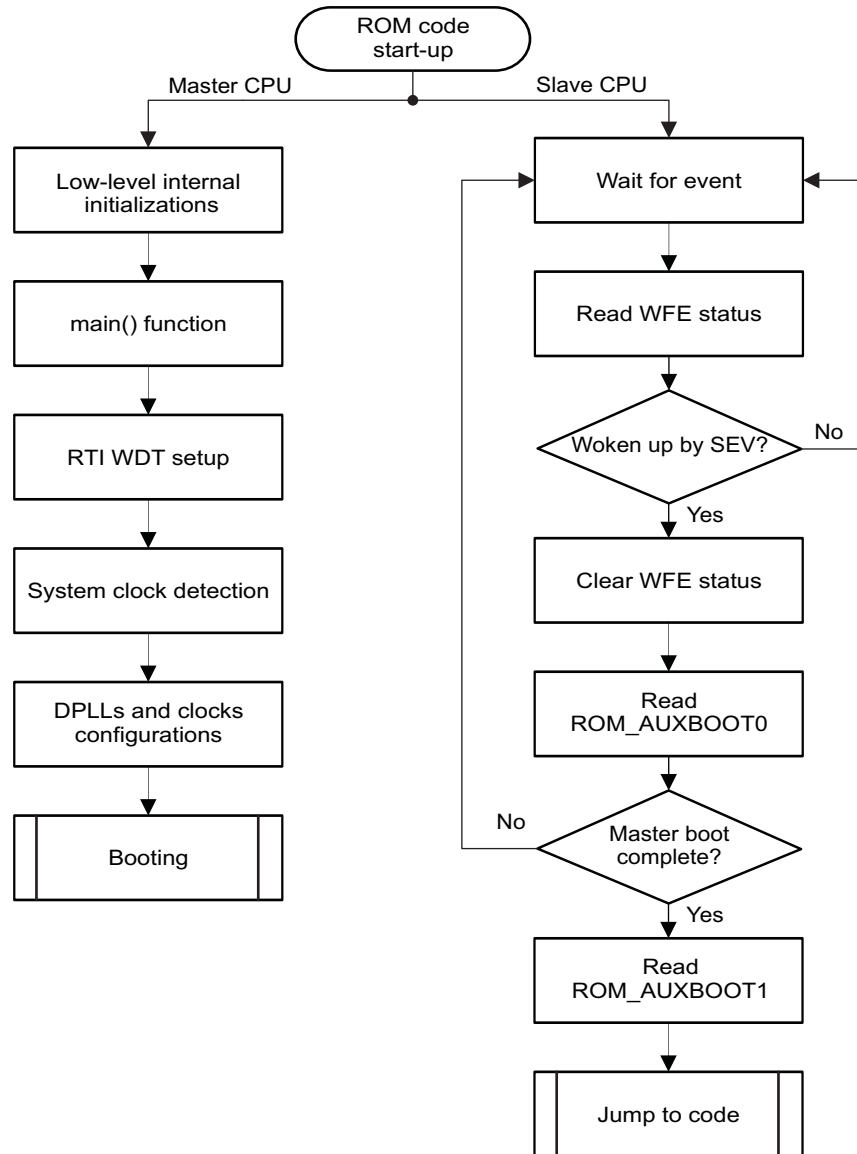 ROM code
start-up
Master CPU
Slave CPU
Low-level internal
initializations
main() function
RTI WDT setup
System clock detection
DPLLs and clocks
configurations
Booting
Wait for event
Read WFE status
Woken up by SEV?
No
Yes
Clear WFE status
Read
ROM_AUXBOOT0
No
Master boot
complete?
Yes
Read
ROM_AUXBOOT1
Jump to code